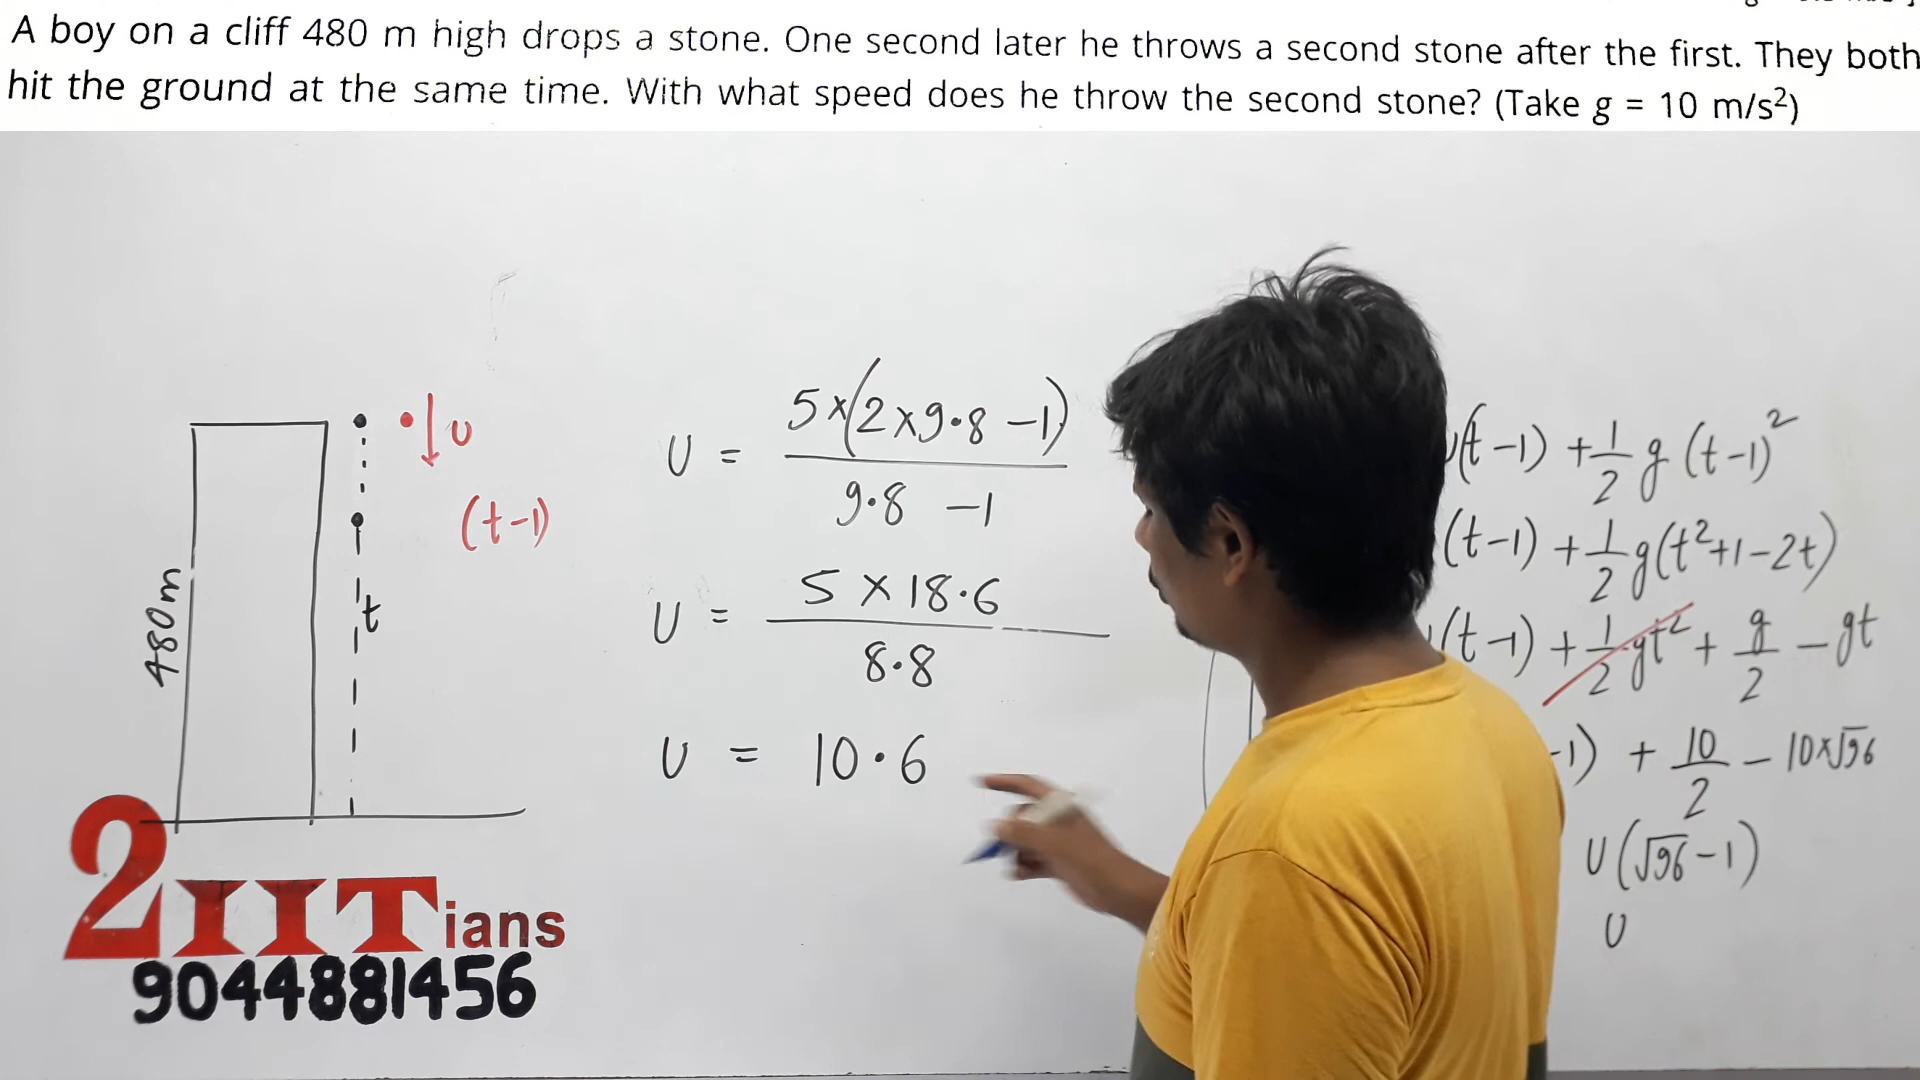 A boy on a cliff 480 m high drops a stone. One second later he throws a second stone after the first. They both
hit the ground at the same time. With what speed does he throw the second stone? (Take g = 10 m/s²)
480m
t
u
(t-1)
U = 5×(2×9.8 -1) / 9.8 -1
U = 5 × 18.6 / 8.8
U = 10.6
(t-1) + 1/2 g (t-1)²
(t-1) + 1/2 g(t²+1-2t)
(t-1) + 1/2 gt² + g/2 - gt
-1) + 10/2 - 10×√96
U (√96 -1)
U
2IITians
9044881456